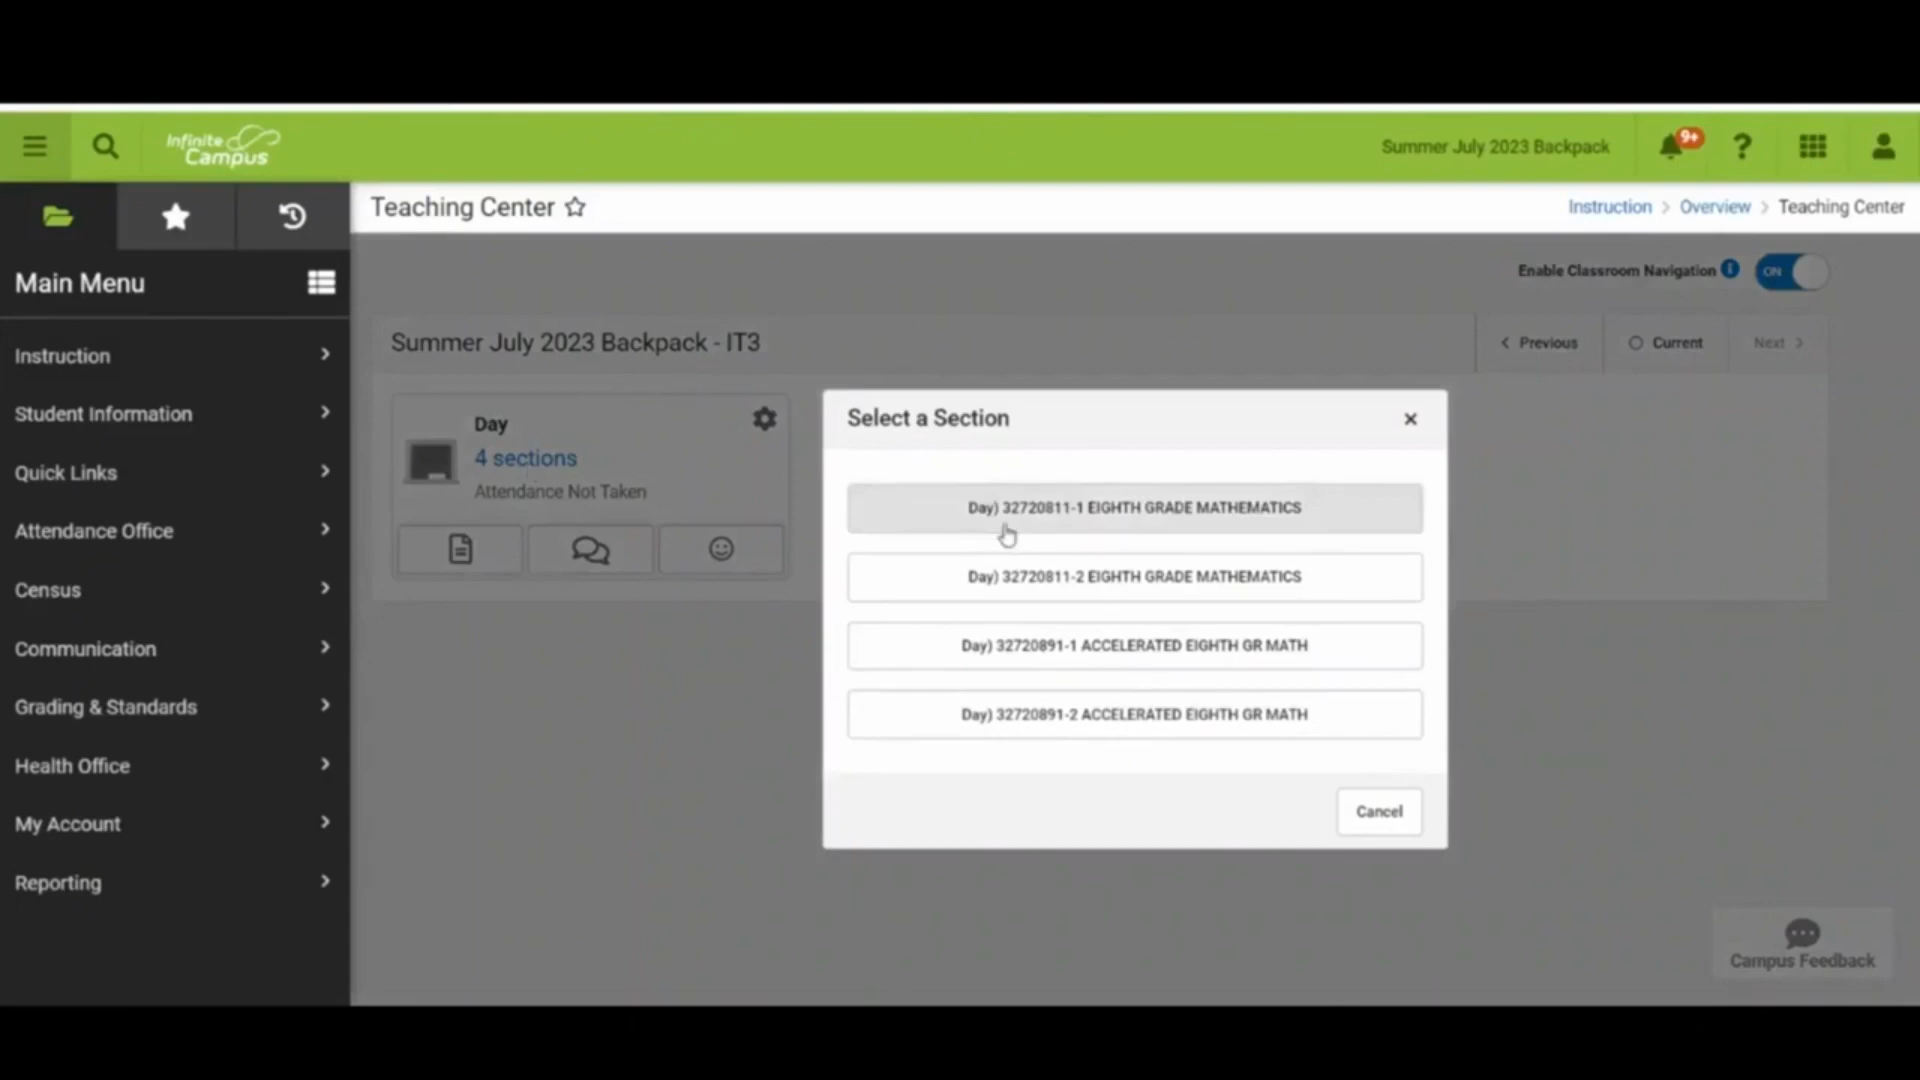 Infinite
Campus
Summer July 2023 Backpack
9+
?
Teaching Center
Instruction > Overview > Teaching Center
Main Menu
Enable Classroom Navigation
ON
Instruction
Student Information
Quick Links
Attendance Office
Census
Communication
Grading & Standards
Health Office
My Account
Reporting
Summer July 2023 Backpack - IT3
Previous
Current
Next
Day
4 sections
Attendance Not Taken
Select a Section
Day) 32720811-1 EIGHTH GRADE MATHEMATICS
Day) 32720811-2 EIGHTH GRADE MATHEMATICS
Day) 32720891-1 ACCELERATED EIGHTH GR MATH
Day) 32720891-2 ACCELERATED EIGHTH GR MATH
Cancel
Campus Feedback